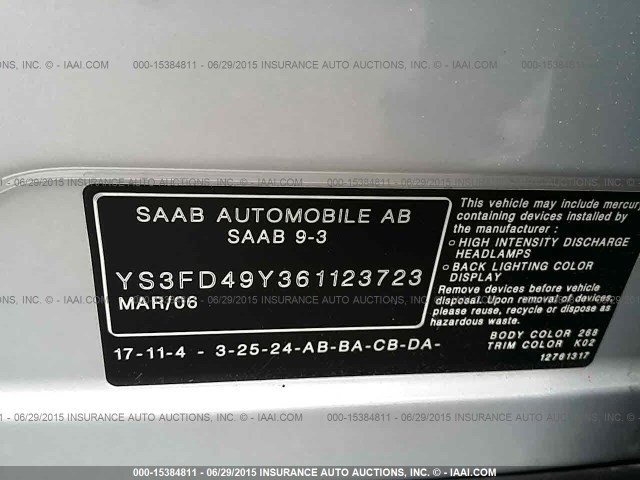 ONS, INC. - IAAI.COM
000-15384811 - 06/29/2015 INSURANCE AUTO AUCTIONS, INC. - IAAI.COM
SAAB AUTOMOBILE AB
SAAB 9-3
YS3FD49Y361123723
MAR/06
17-11-4 - 3-25-24-AB-BA-CB-DA-
This vehicle may include mercury
containing devices installed by
the manufacturer :
HIGH INTENSITY DISCHARGE
HEADLAMPS
BACK LIGHTING COLOR
DISPLAY
Remove devices before vehicle
disposal. Upon removal of devices,
please reuse, recycle or dispose as
hazardous waste.
BODY COLOR 268
TRIM COLOR K02
12761317
000-15384811 - 06/29/2015 INSURANCE AUTO AUCTIONS, INC. - IAAI.COM